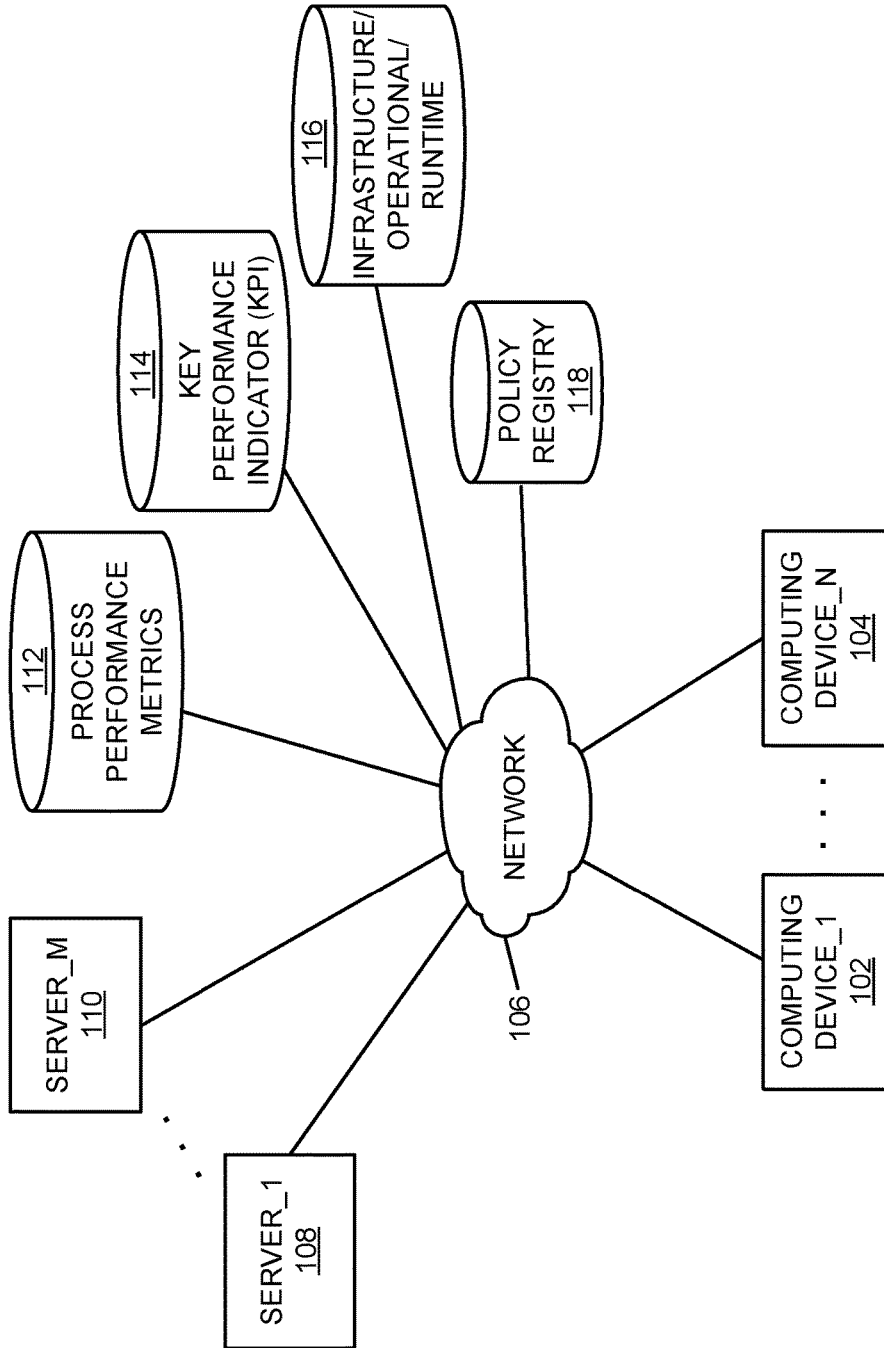 SERVER_M
110
. . .
SERVER_1
108
112
PROCESS
PERFORMANCE
METRICS
114
KEY
PERFORMANCE
INDICATOR (KPI)
116
INFRASTRUCTURE/
OPERATIONAL/
RUNTIME
POLICY
REGISTRY
118
NETWORK
106
COMPUTING
DEVICE_1
102
. . .
COMPUTING
DEVICE_N
104